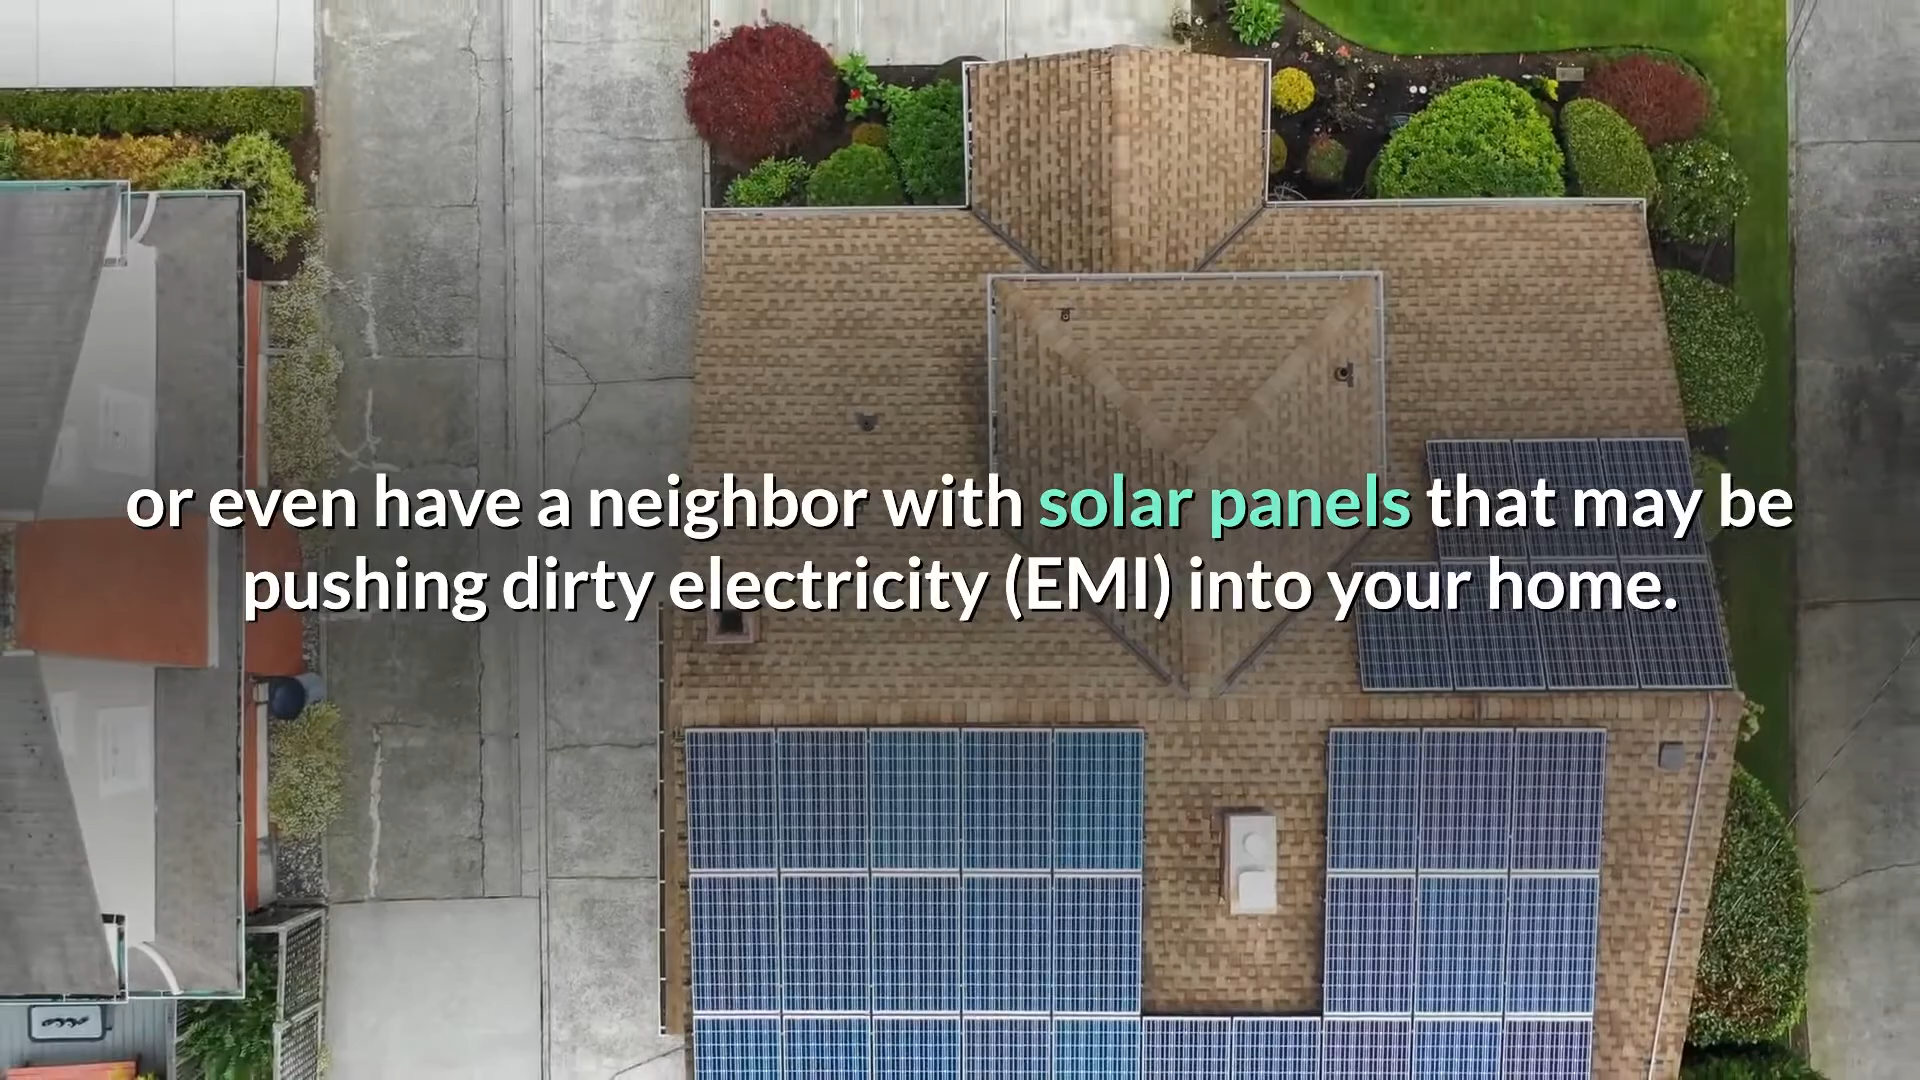 or even have a neighbor with solar panels that may be
pushing dirty electricity (EMI) into your home.